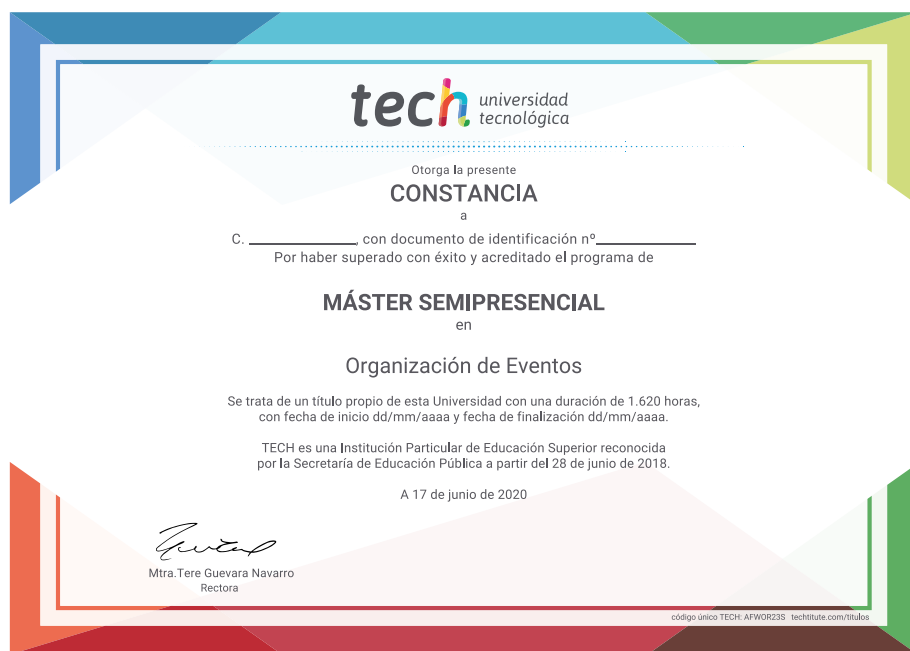 tech universidad
tecnológica
Otorga la presente
CONSTANCIA
a
C. ____________, con documento de identificación nº____________
Por haber superado con éxito y acreditado el programa de
MÁSTER SEMIPRESENCIAL
en
Organización de Eventos
Se trata de un título propio de esta Universidad con una duración de 1.620 horas,
con fecha de inicio dd/mm/aaaa y fecha de finalización dd/mm/aaaa.
TECH es una Institución Particular de Educación Superior reconocida
por la Secretaría de Educación Pública a partir del 28 de junio de 2018.
A 17 de junio de 2020
Mtra.Tere Guevara Navarro
Rectora
código único TECH: AFWOR23S techtitute.com/titulos